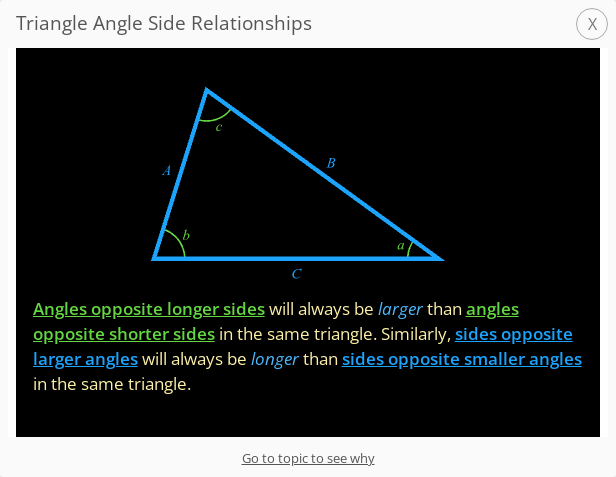 Triangle Angle Side Relationships
X
c
A
B
b
a
C
Angles opposite longer sides will always be larger than angles
opposite shorter sides in the same triangle. Similarly, sides opposite
larger angles will always be longer than sides opposite smaller angles
in the same triangle.
Go to topic to see why